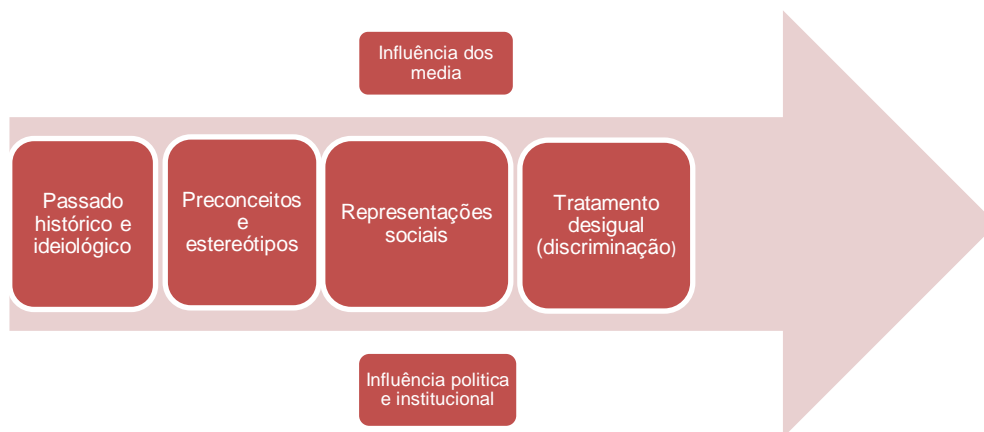 Influência dos
media
Passado
histórico e
ideiológico
Preconceitos
e
estereótipos
Representações
sociais
Tratamento
desigual
(discriminação)
Influência politica
e institucional